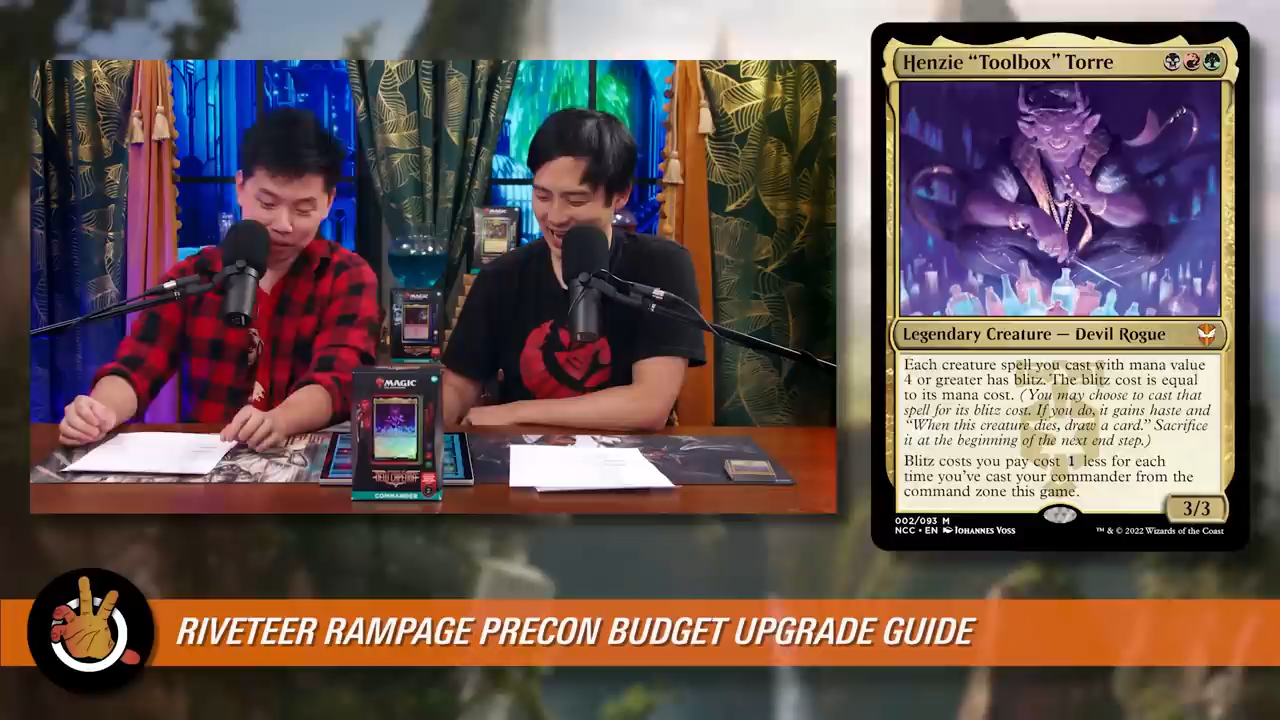 Henzie "Toolbox" Torre
Legendary Creature — Devil Rogue
Each creature spell you cast with mana value
4 or greater has blitz. The blitz cost is equal
to its mana cost. (You may choose to cast that
spell for its blitz cost. If you do, it gains haste and
"When this creature dies, draw a card." Sacrifice
it at the beginning of the next end step.)
Blitz costs you pay cost 1 less for each
time you've cast your commander from the
command zone this game.
3/3
002/093 M
NCC • EN Johannes Voss
™ & © 2022 Wizards of the Coast
MAGIC
MAGIC
MAGIC
COMMANDER
RIVETEER RAMPAGE PRECON BUDGET UPGRADE GUIDE